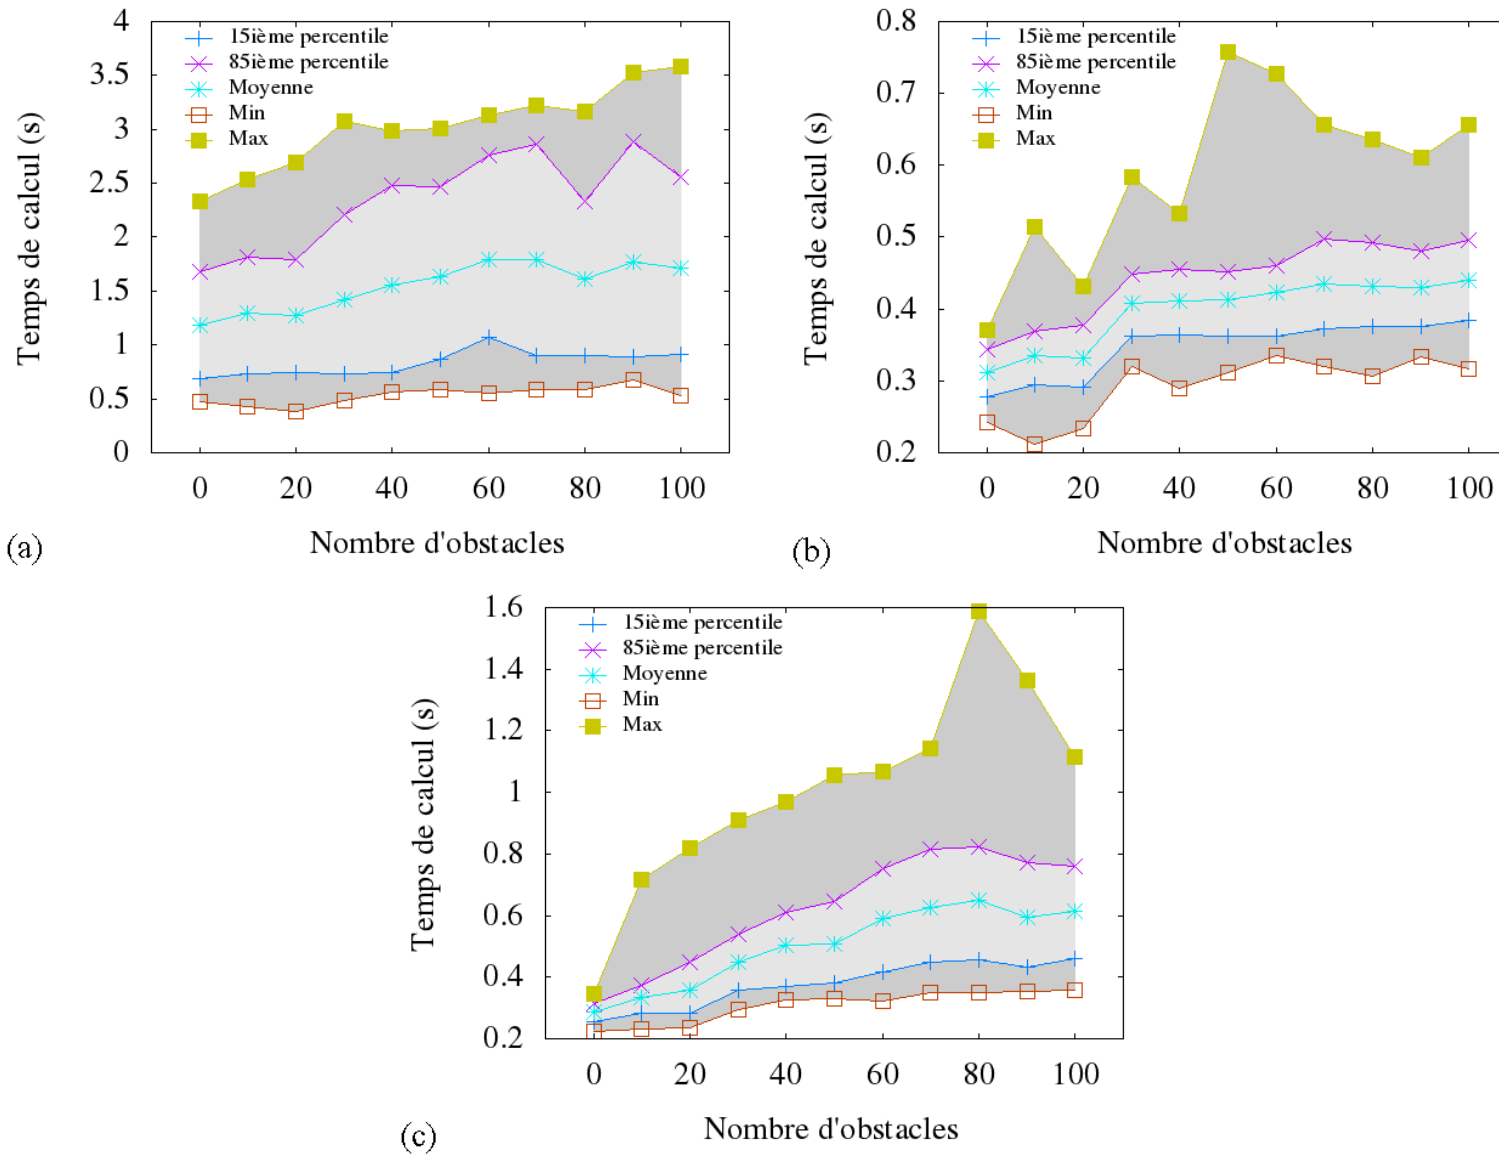 4
3.5
3
2.5
2
1.5
1
0.5
0
Temps de calcul (s)
15ième percentile
85ième percentile
Moyenne
Min
Max
0 20 40 60 80 100
Nombre d'obstacles
(a)
0.8
0.7
0.6
0.5
0.4
0.3
0.2
Temps de calcul (s)
15ième percentile
85ième percentile
Moyenne
Min
Max
0 20 40 60 80 100
Nombre d'obstacles
(b)
1.6
1.4
1.2
1
0.8
0.6
0.4
0.2
Temps de calcul (s)
15ième percentile
85ième percentile
Moyenne
Min
Max
0 20 40 60 80 100
Nombre d'obstacles
(c)